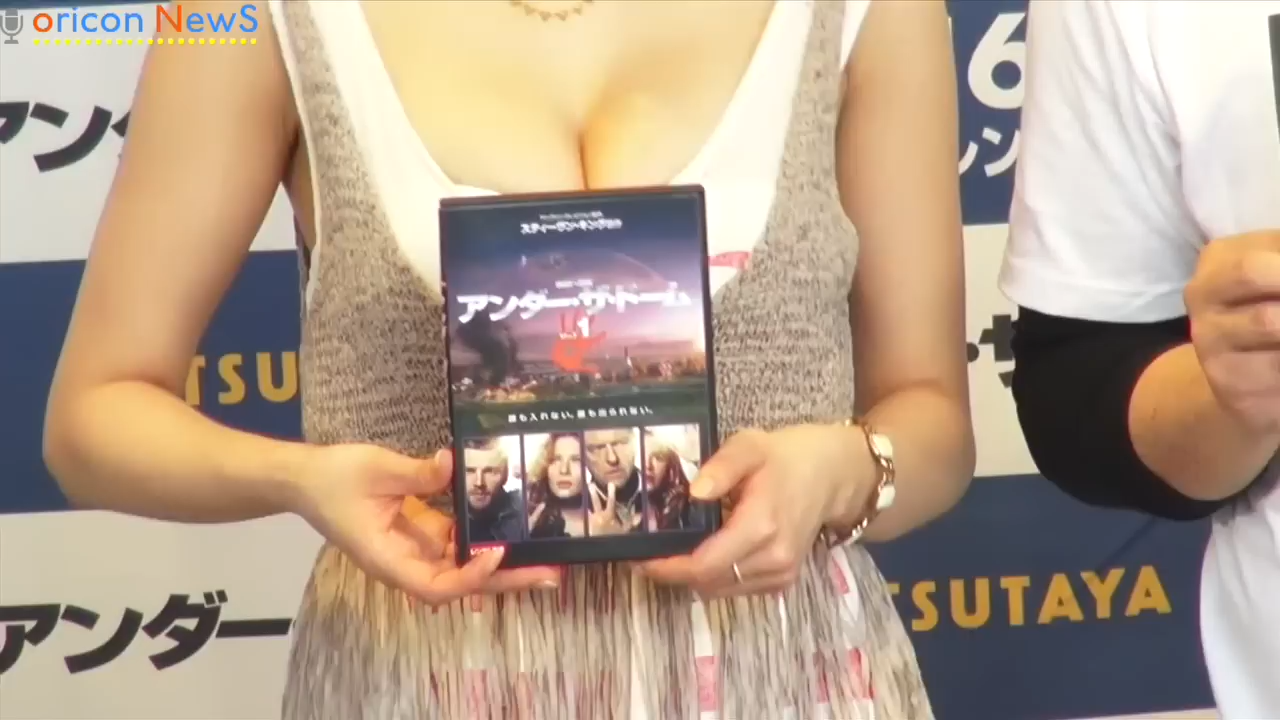 oricon NewS
アンダ
6
レン
スティーヴン・キング
アンダー・ザ・ドーム
TSUTAYA
誰も入れない。誰も出られない。
アンダー
TSUTAYA